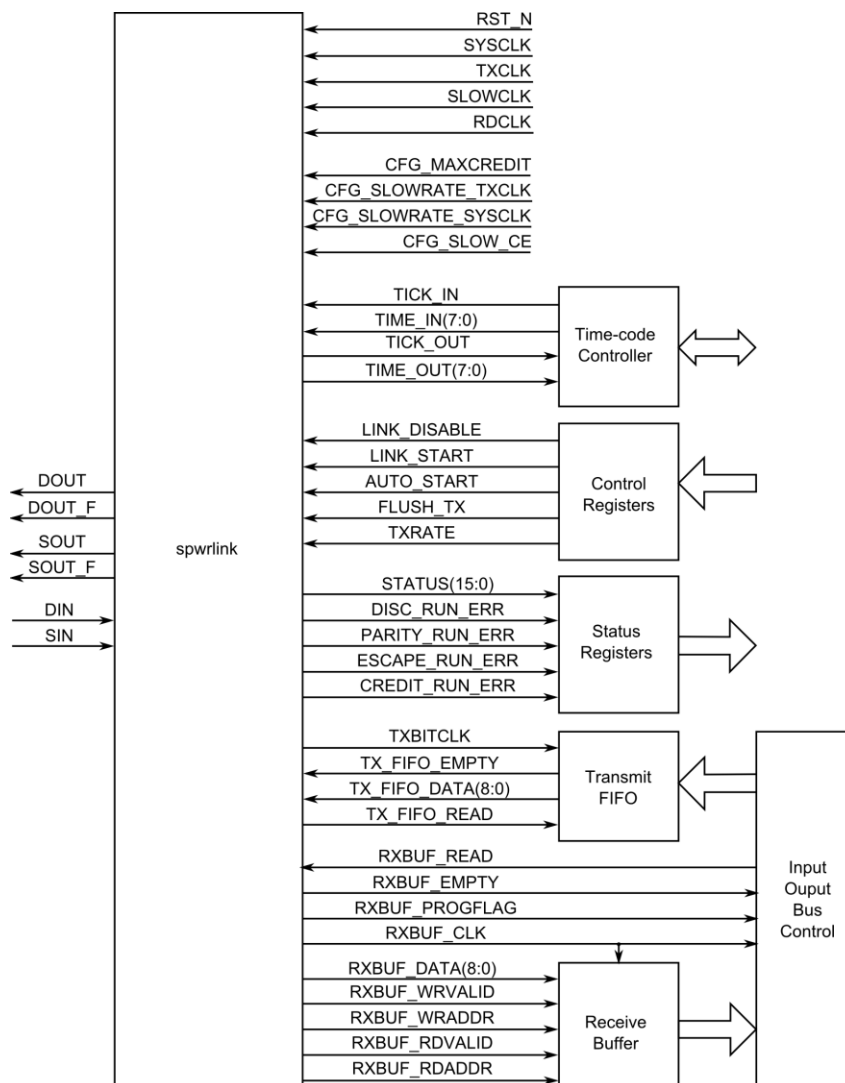 RST_N
SYSCLK
TXCLK
SLOWCLK
RDCLK
CFG_MAXCREDIT
CFG_SLOWRATE_TXCLK
CFG_SLOWRATE_SYSCLK
CFG_SLOW_CE
TICK_IN
TIME_IN(7:0)
TICK_OUT
TIME_OUT(7:0)
Time-code
Controller
LINK_DISABLE
LINK_START
AUTO_START
FLUSH_TX
TXRATE
Control
Registers
DOUT
DOUT_F
SOUT
SOUT_F
DIN
SIN
spwrlink
STATUS(15:0)
DISC_RUN_ERR
PARITY_RUN_ERR
ESCAPE_RUN_ERR
CREDIT_RUN_ERR
Status
Registers
TXBITCLK
TX_FIFO_EMPTY
TX_FIFO_DATA(8:0)
TX_FIFO_READ
Transmit
FIFO
RXBUF_READ
RXBUF_EMPTY
RXBUF_PROGFLAG
RXBUF_CLK
Input
Ouput
Bus
Control
RXBUF_DATA(8:0)
RXBUF_WRVALID
RXBUF_WRADDR
RXBUF_RDVALID
RXBUF_RDADDR
Receive
Buffer